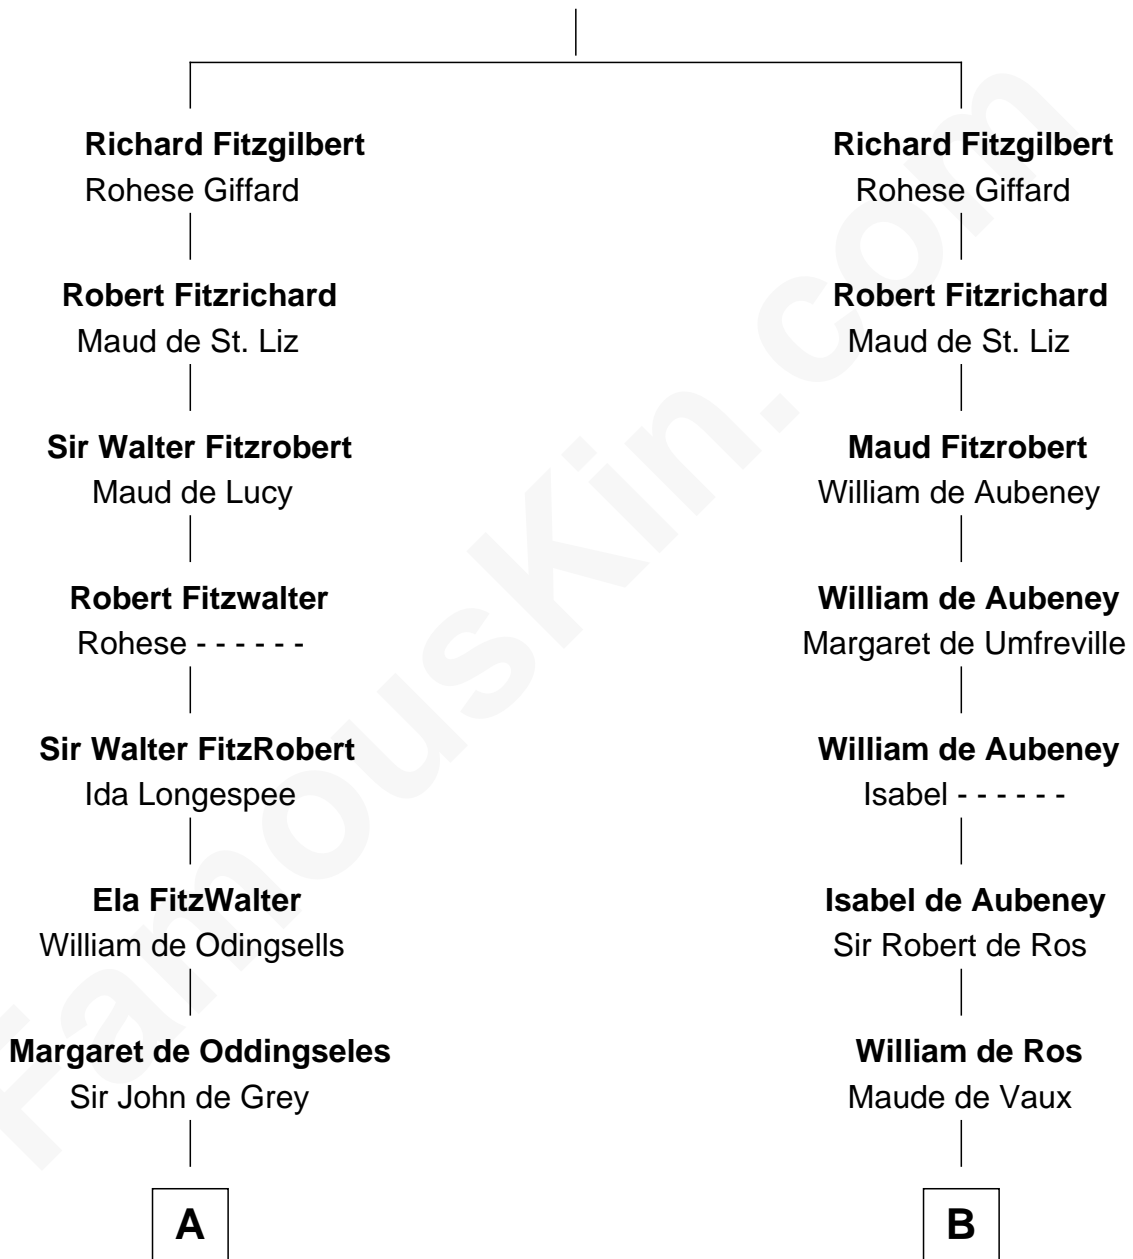 Richard Fitzgilbert
Rohese Giffard
Robert Fitzrichard
Maud de St. Liz
Sir Walter Fitzrobert
Maud de Lucy
Robert Fitzwalter
Rohese - - - - - -
Sir Walter FitzRobert
Ida Longespee
Ela FitzWalter
William de Odingsells
Margaret de Oddingseles
Sir John de Grey
A
Richard Fitzgilbert
Rohese Giffard
Robert Fitzrichard
Maud de St. Liz
Maud Fitzrobert
William de Aubeney
William de Aubeney
Margaret de Umfreville
William de Aubeney
Isabel - - - - - -
Isabel de Aubeney
Sir Robert de Ros
William de Ros
Maude de Vaux
B
FamousKin.com